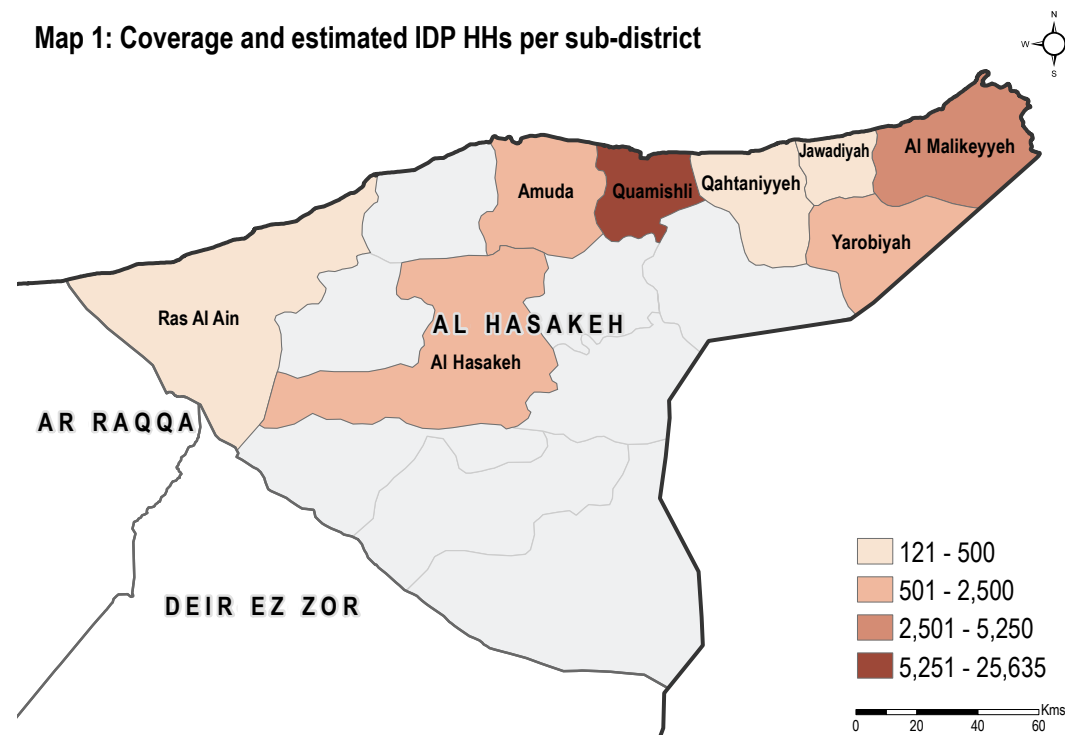 Map 1: Coverage and estimated IDP HHs per sub-district
N
W
S
Jawadiyah
Al Malikeyyeh
Amuda
Quamishli
Qahtaniyyeh
Yarobiyah
Ras Al Ain
AL HASAKEH
Al Hasakeh
AR RAQQA
DEIR EZ ZOR
121 - 500
501 - 2,500
2,501 - 5,250
5,251 - 25,635
Kms
0 20 40 60